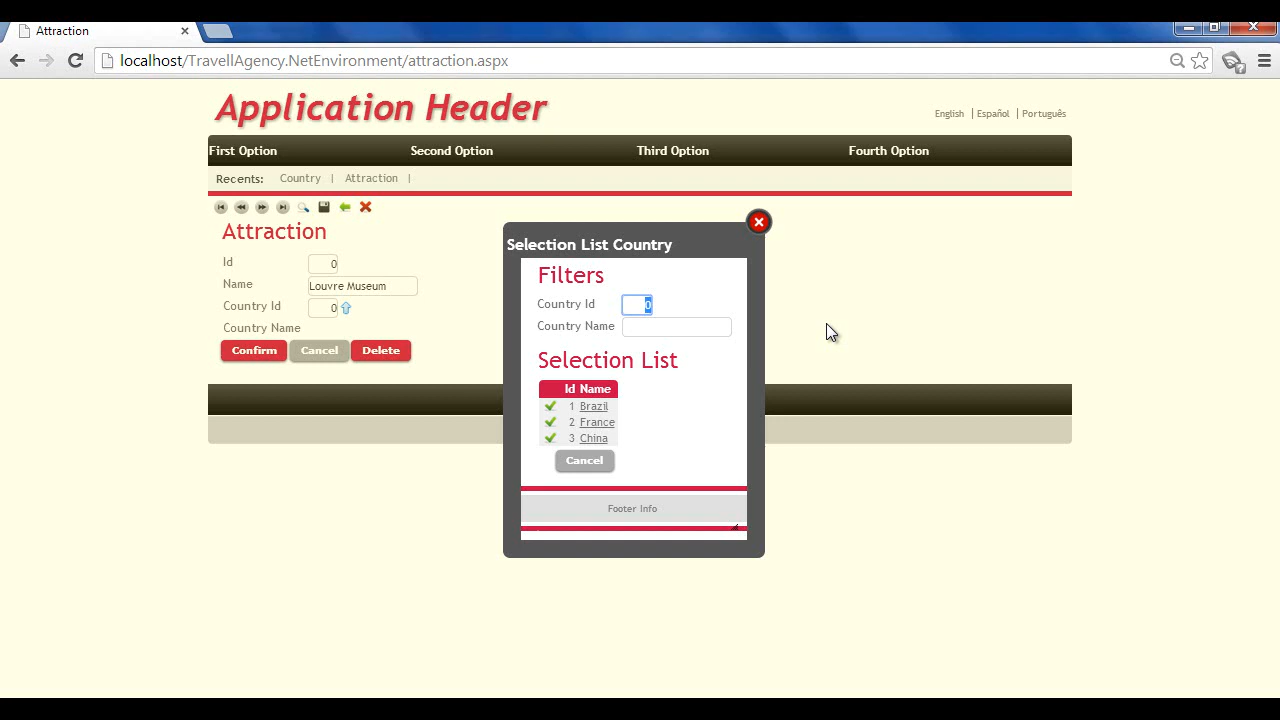 Attraction
localhost/TravellAgency.NetEnvironment/attraction.aspx
Application Header
English | Español | Português
First Option Second Option Third Option Fourth Option
Recents: Country | Attraction |
Attraction
Id 0
Name Louvre Museum
Country Id 0
Country Name
Confirm Cancel Delete
Selection List Country
Filters
Country Id 0
Country Name
Selection List
Id Name
1 Brazil
2 France
3 China
Cancel
Footer Info